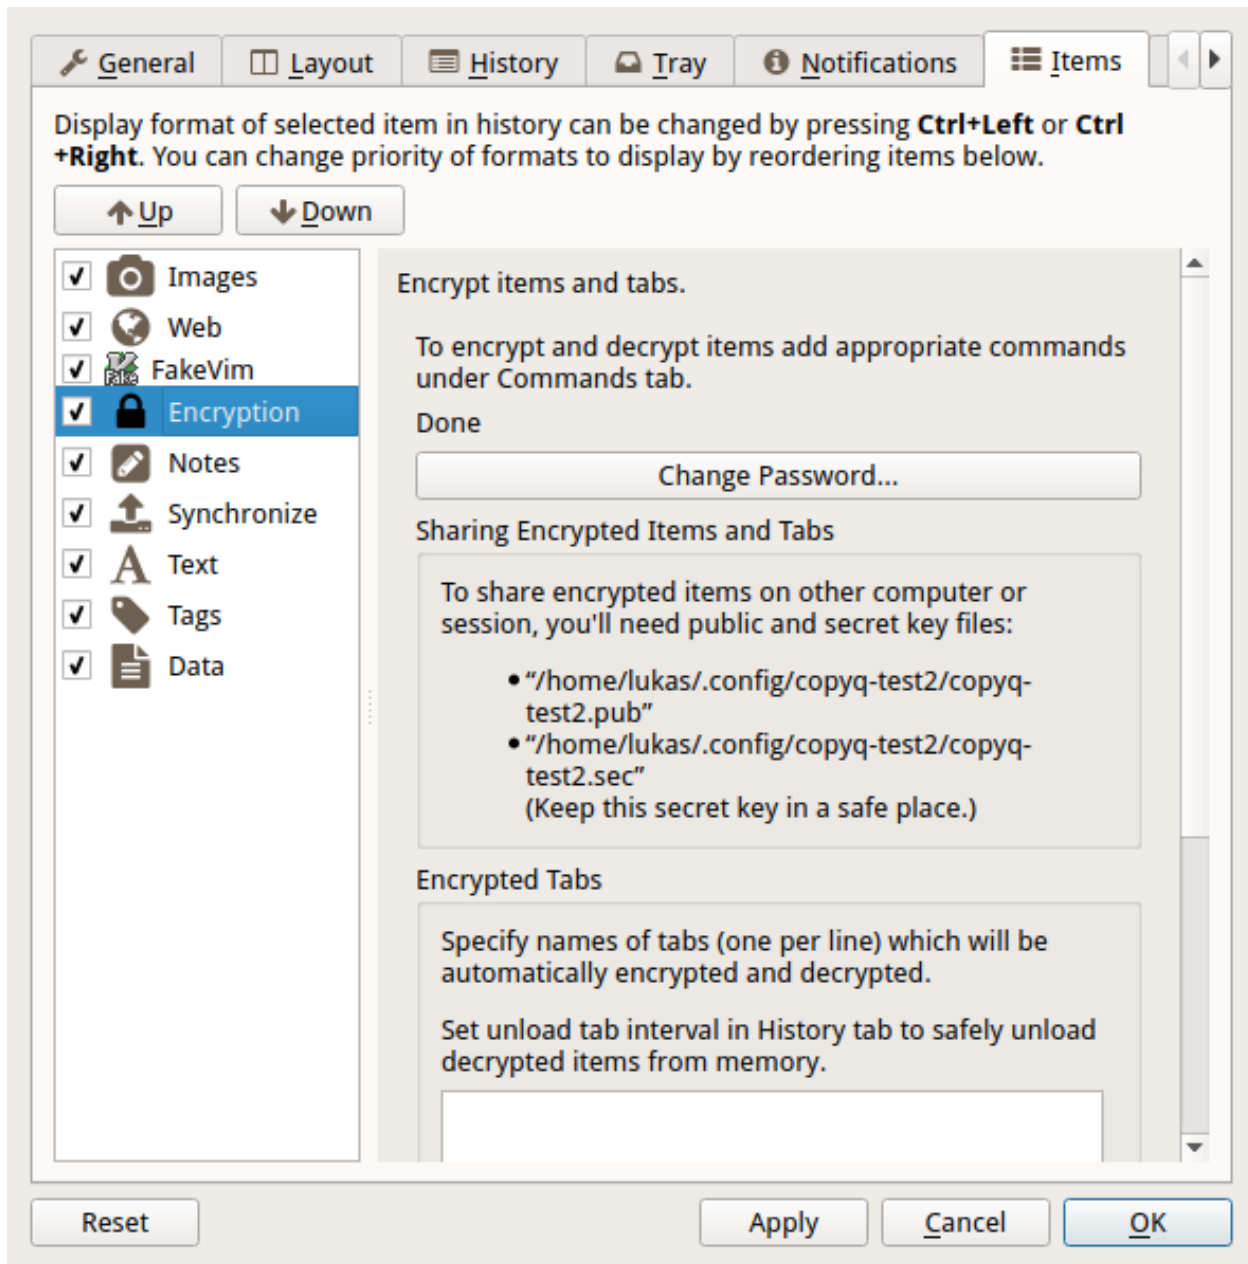 General
Layout
History
Tray
Notifications
Items
Display format of selected item in history can be changed by pressing Ctrl+Left or Ctrl
+Right. You can change priority of formats to display by reordering items below.
Up
Down
Images
Web
Fake
FakeVim
Encryption
Notes
Synchronize
Text
Tags
Data
Encrypt items and tabs.
To encrypt and decrypt items add appropriate commands
under Commands tab.
Done
Change Password...
Sharing Encrypted Items and Tabs
To share encrypted items on other computer or
session, you'll need public and secret key files:
• “/home/lukas/.config/copyq-test2/copyq-
test2.pub”
• “/home/lukas/.config/copyq-test2/copyq-
test2.sec”
(Keep this secret key in a safe place.)
Encrypted Tabs
Specify names of tabs (one per line) which will be
automatically encrypted and decrypted.
Set unload tab interval in History tab to safely unload
decrypted items from memory.
Reset
Apply
Cancel
OK